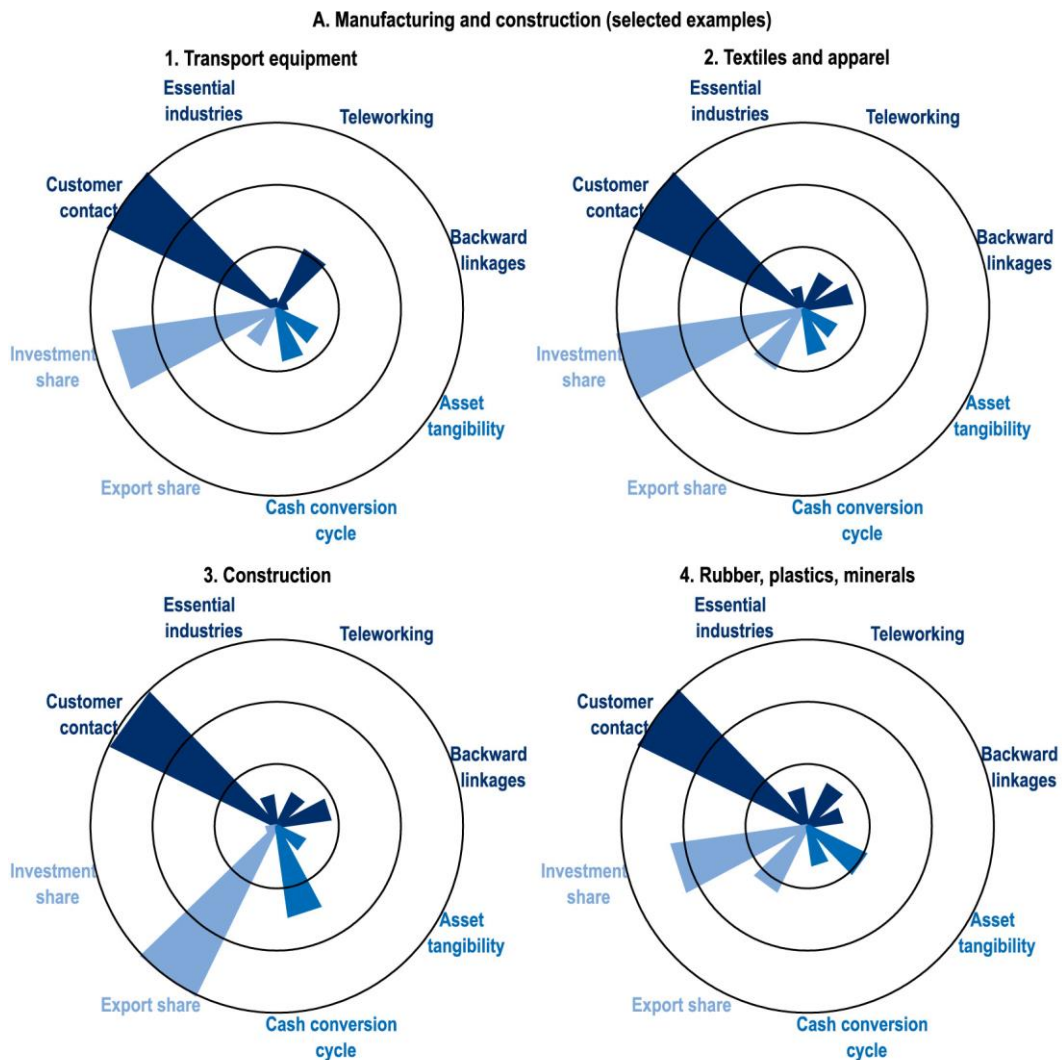 A. Manufacturing and construction (selected examples)
1. Transport equipment
Essential
industries
Teleworking
Customer
contact
Backward
linkages
Investment
share
Asset
tangibility
Export share
Cash conversion
cycle
2. Textiles and apparel
Essential
industries
Teleworking
Customer
contact
Backward
linkages
Investment
share
Asset
tangibility
Export share
Cash conversion
cycle
3. Construction
Essential
industries
Teleworking
Customer
contact
Backward
linkages
Investment
share
Asset
tangibility
Export share
Cash conversion
cycle
4. Rubber, plastics, minerals
Essential
industries
Teleworking
Customer
contact
Backward
linkages
Investment
share
Asset
tangibility
Export share
Cash conversion
cycle